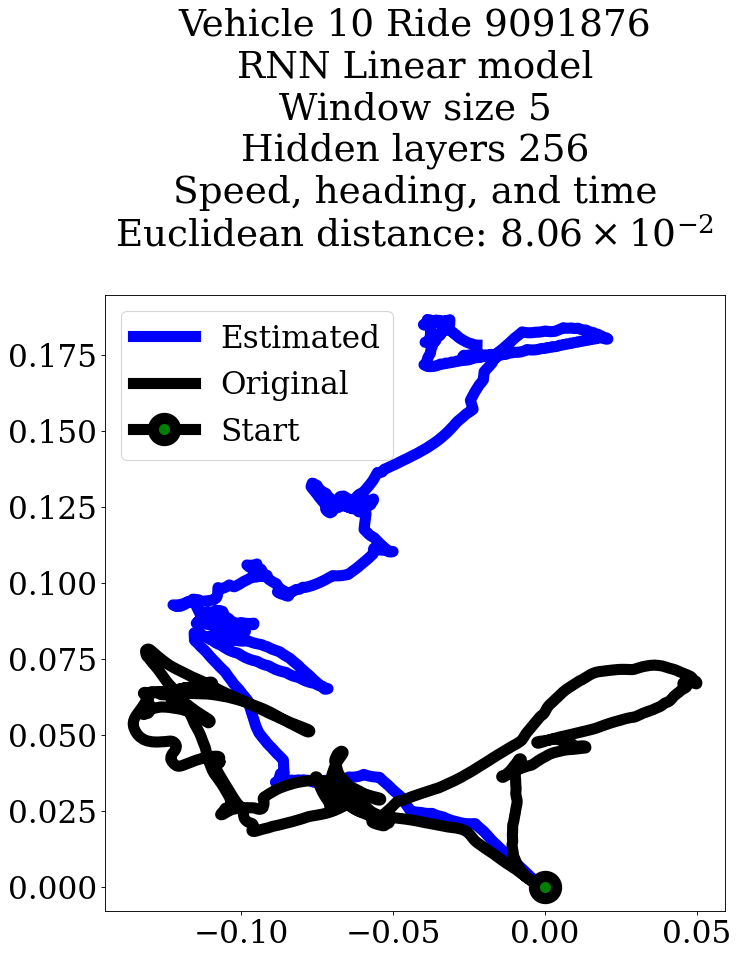 Vehicle 10 Ride 9091876
RNN Linear model
Window size 5
Hidden layers 256
Speed, heading, and time
Euclidean distance: 8.06 × 10⁻²
Estimated
Original
Start
0.175
0.150
0.125
0.100
0.075
0.050
0.025
0.000
−0.10 −0.05 0.00 0.05